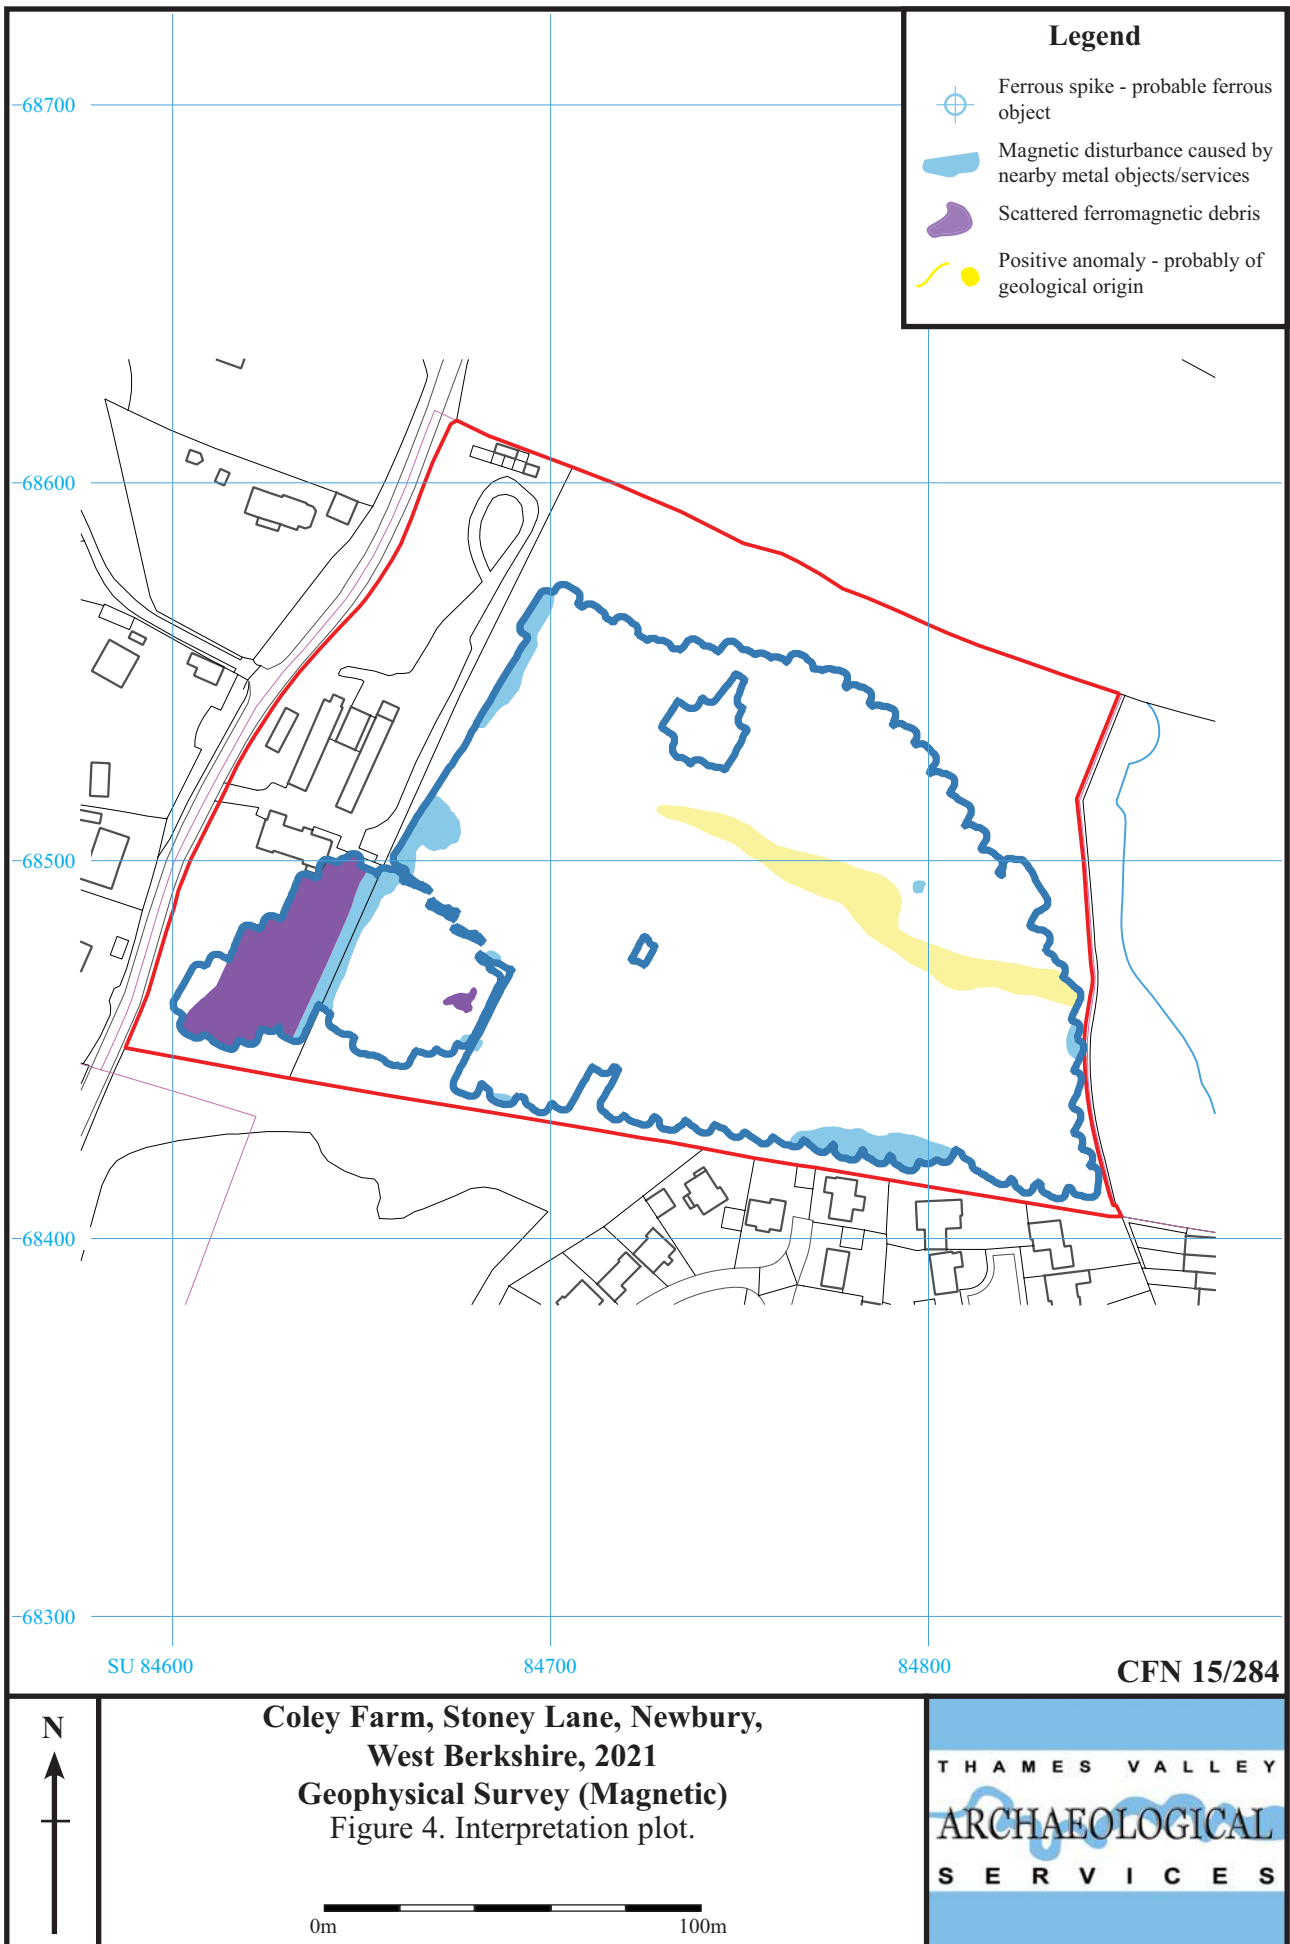 Legend
Ferrous spike - probable ferrous
object
Magnetic disturbance caused by
nearby metal objects/services
Scattered ferromagnetic debris
Positive anomaly - probably of
geological origin
68700
68600
68500
68400
68300
SU 84600
84700
84800
CFN 15/284
N
Coley Farm, Stoney Lane, Newbury,
West Berkshire, 2021
Geophysical Survey (Magnetic)
Figure 4. Interpretation plot.
0m
100m
THAMES VALLEY
ARCHAEOLOGICAL
SERVICES